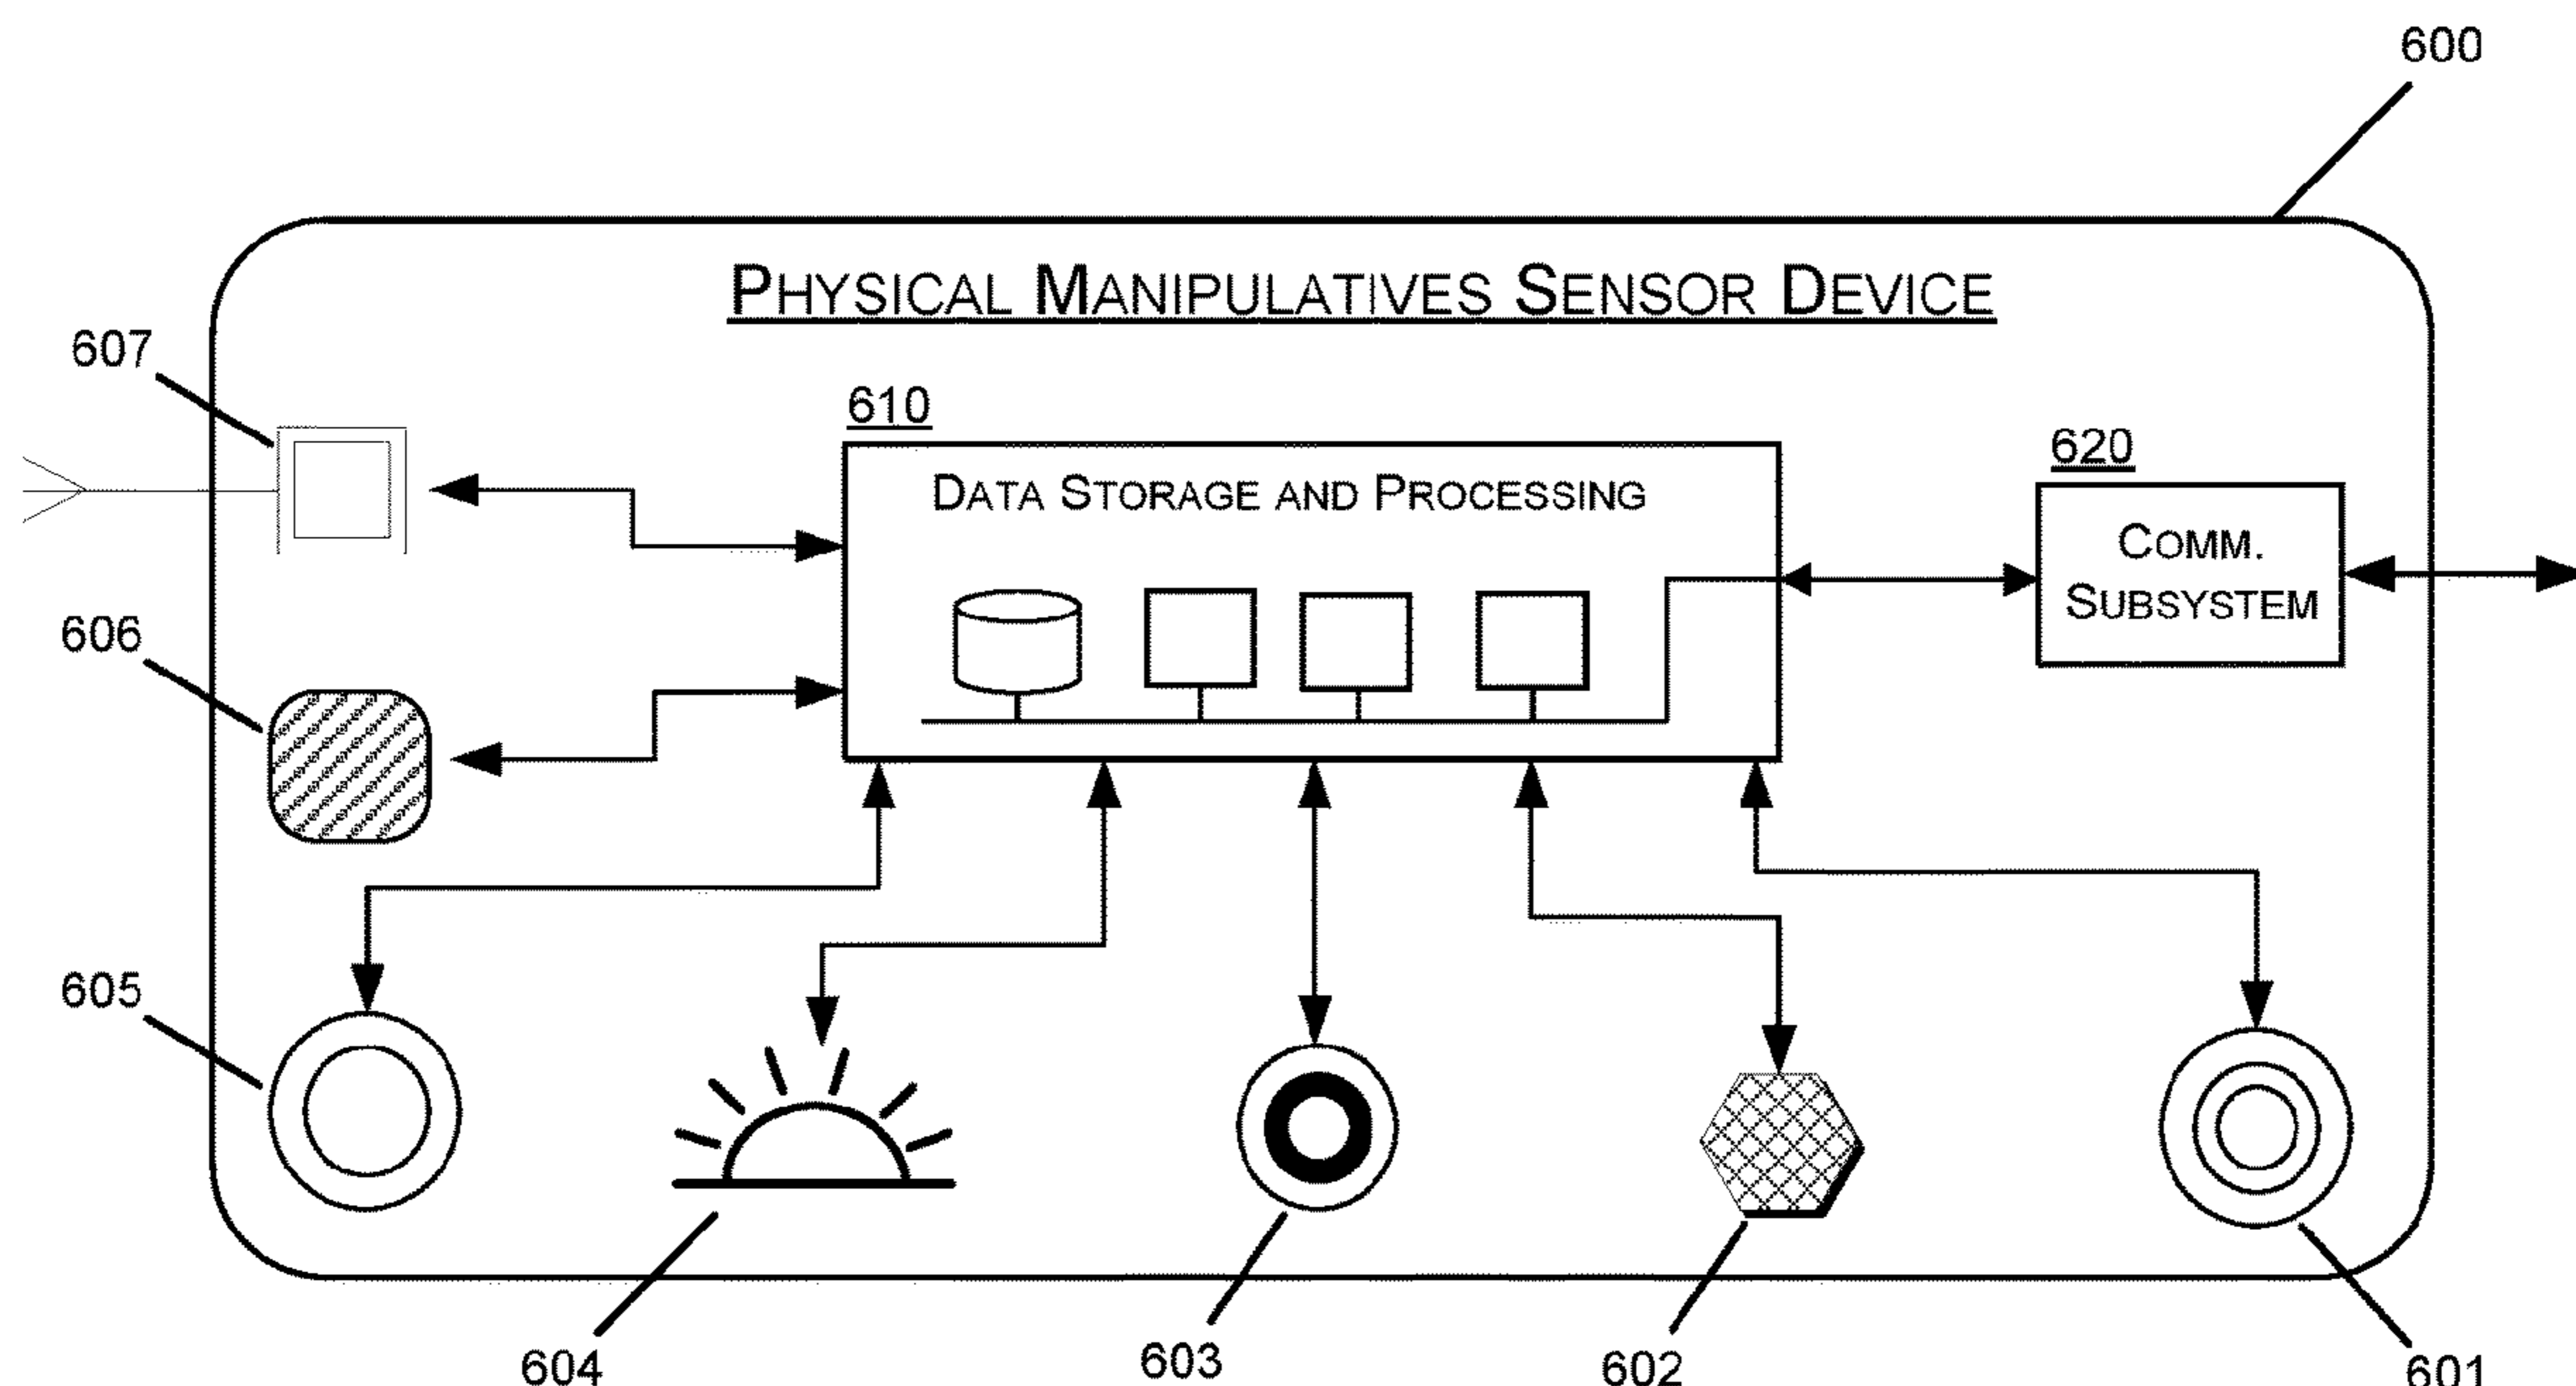 600
PHYSICAL MANIPULATIVES SENSOR DEVICE
607
610
DATA STORAGE AND PROCESSING
620
COMM.
SUBSYSTEM
606
605
604
603
602
601